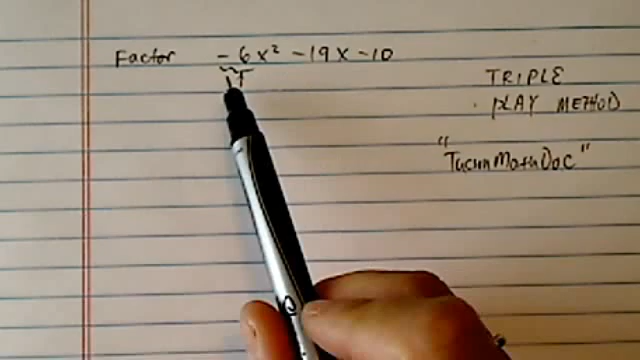 Factor -6x² -19x -10
TRIPLE
PLAY METHOD
"TucsonMathDoc"